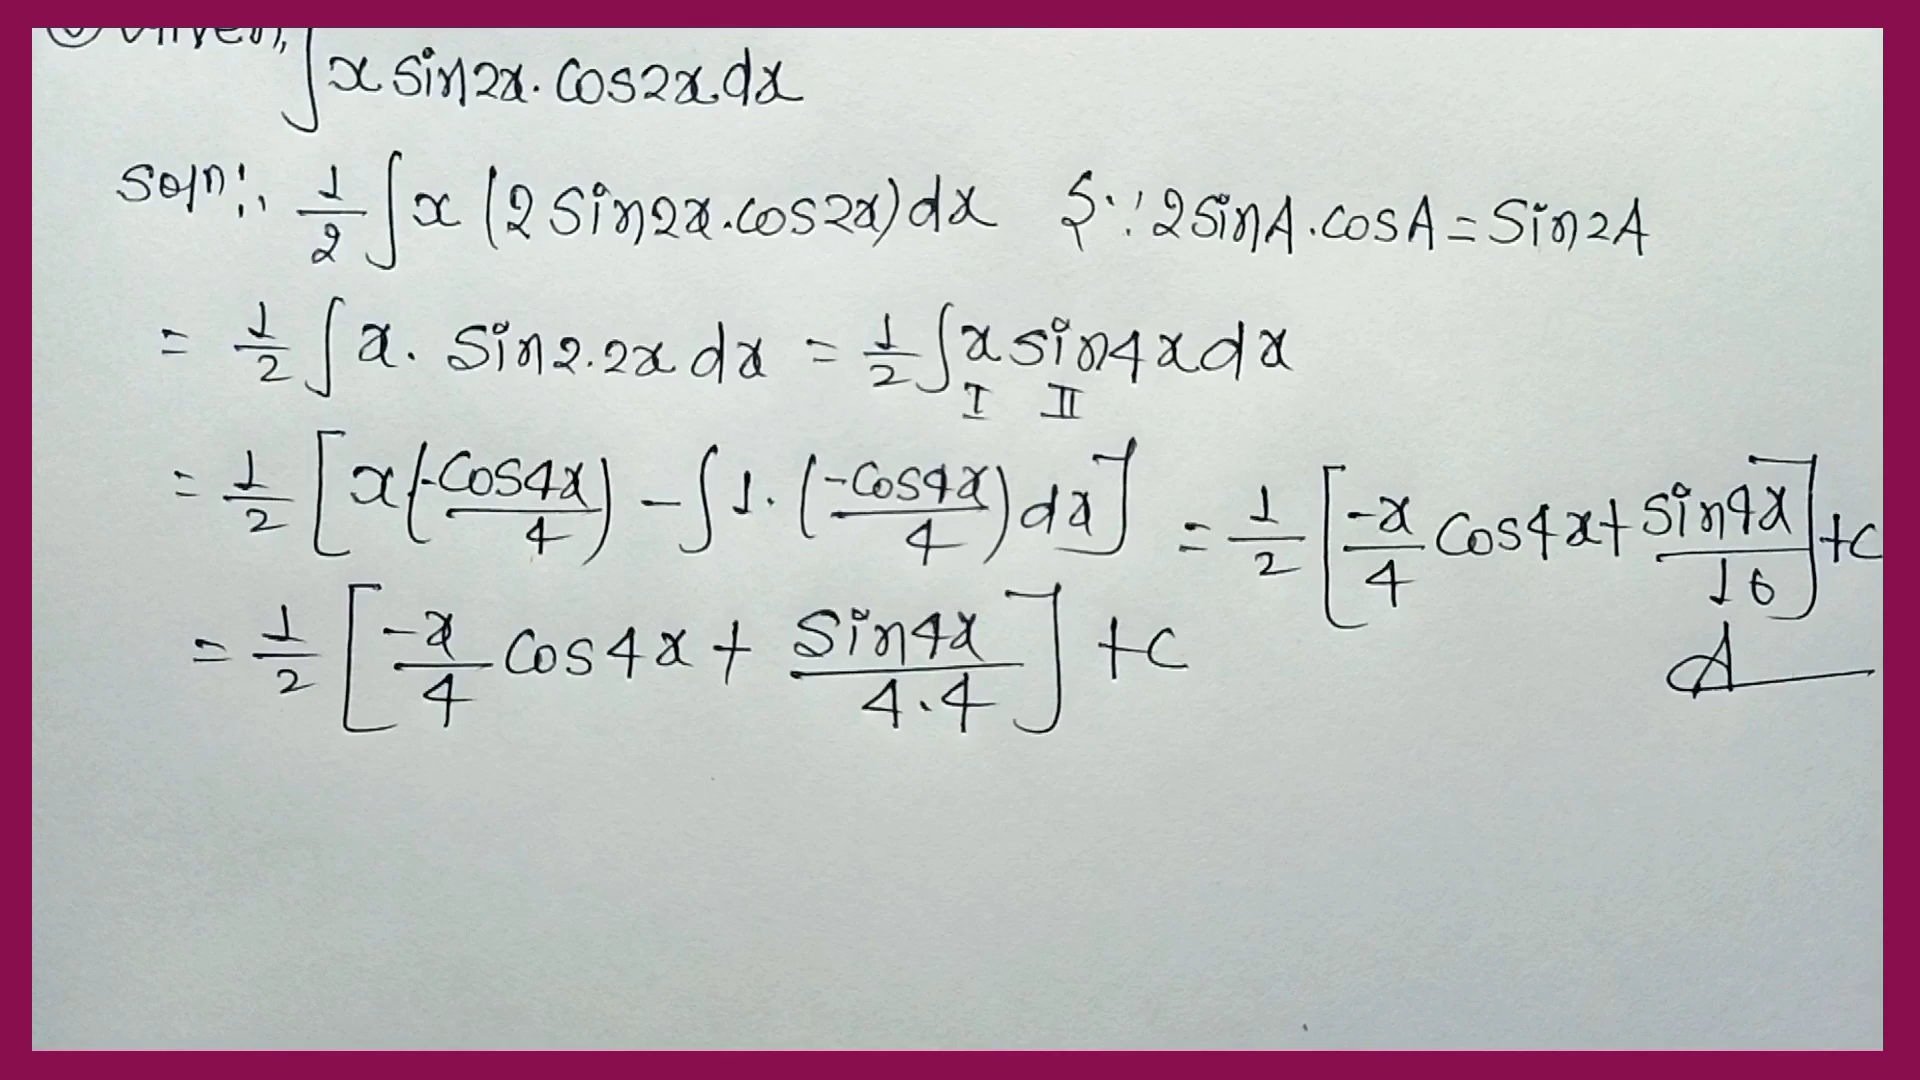 Given, ∫x sin2x. cos2x.dx
Soln:. 1/2 ∫x (2 Sin2x.cos2x)dx {∵ 2SinA.cosA = Sin2A
= 1/2 ∫x. Sin2.2x dx = 1/2 ∫x sin4x dx
I II
= 1/2 [x(-Cos4x/4) - ∫1.(-Cos4x/4) dx] = 1/2 [-x/4 Cos4x + Sin4x/16] + C
= 1/2 [-x/4 Cos4x + Sin4x/4.4] + C